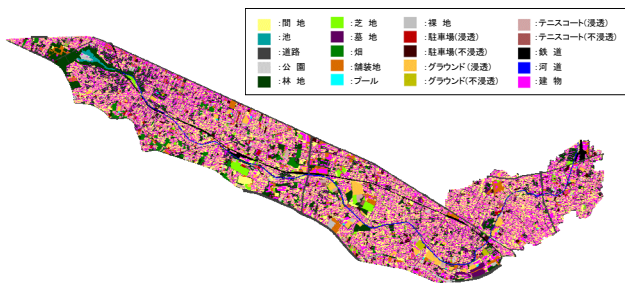 :間 地 :芝 地 :裸 地 :テニスコート(浸透)
:池 :墓 地 :駐車場(浸透) :テニスコート(不浸透)
:道路 :畑 :駐車場(不浸透) :鉄 道
:公 園 :舗装地 :グラウンド(浸透) :河 道
:林 地 :プール :グラウンド(不浸透) :建 物